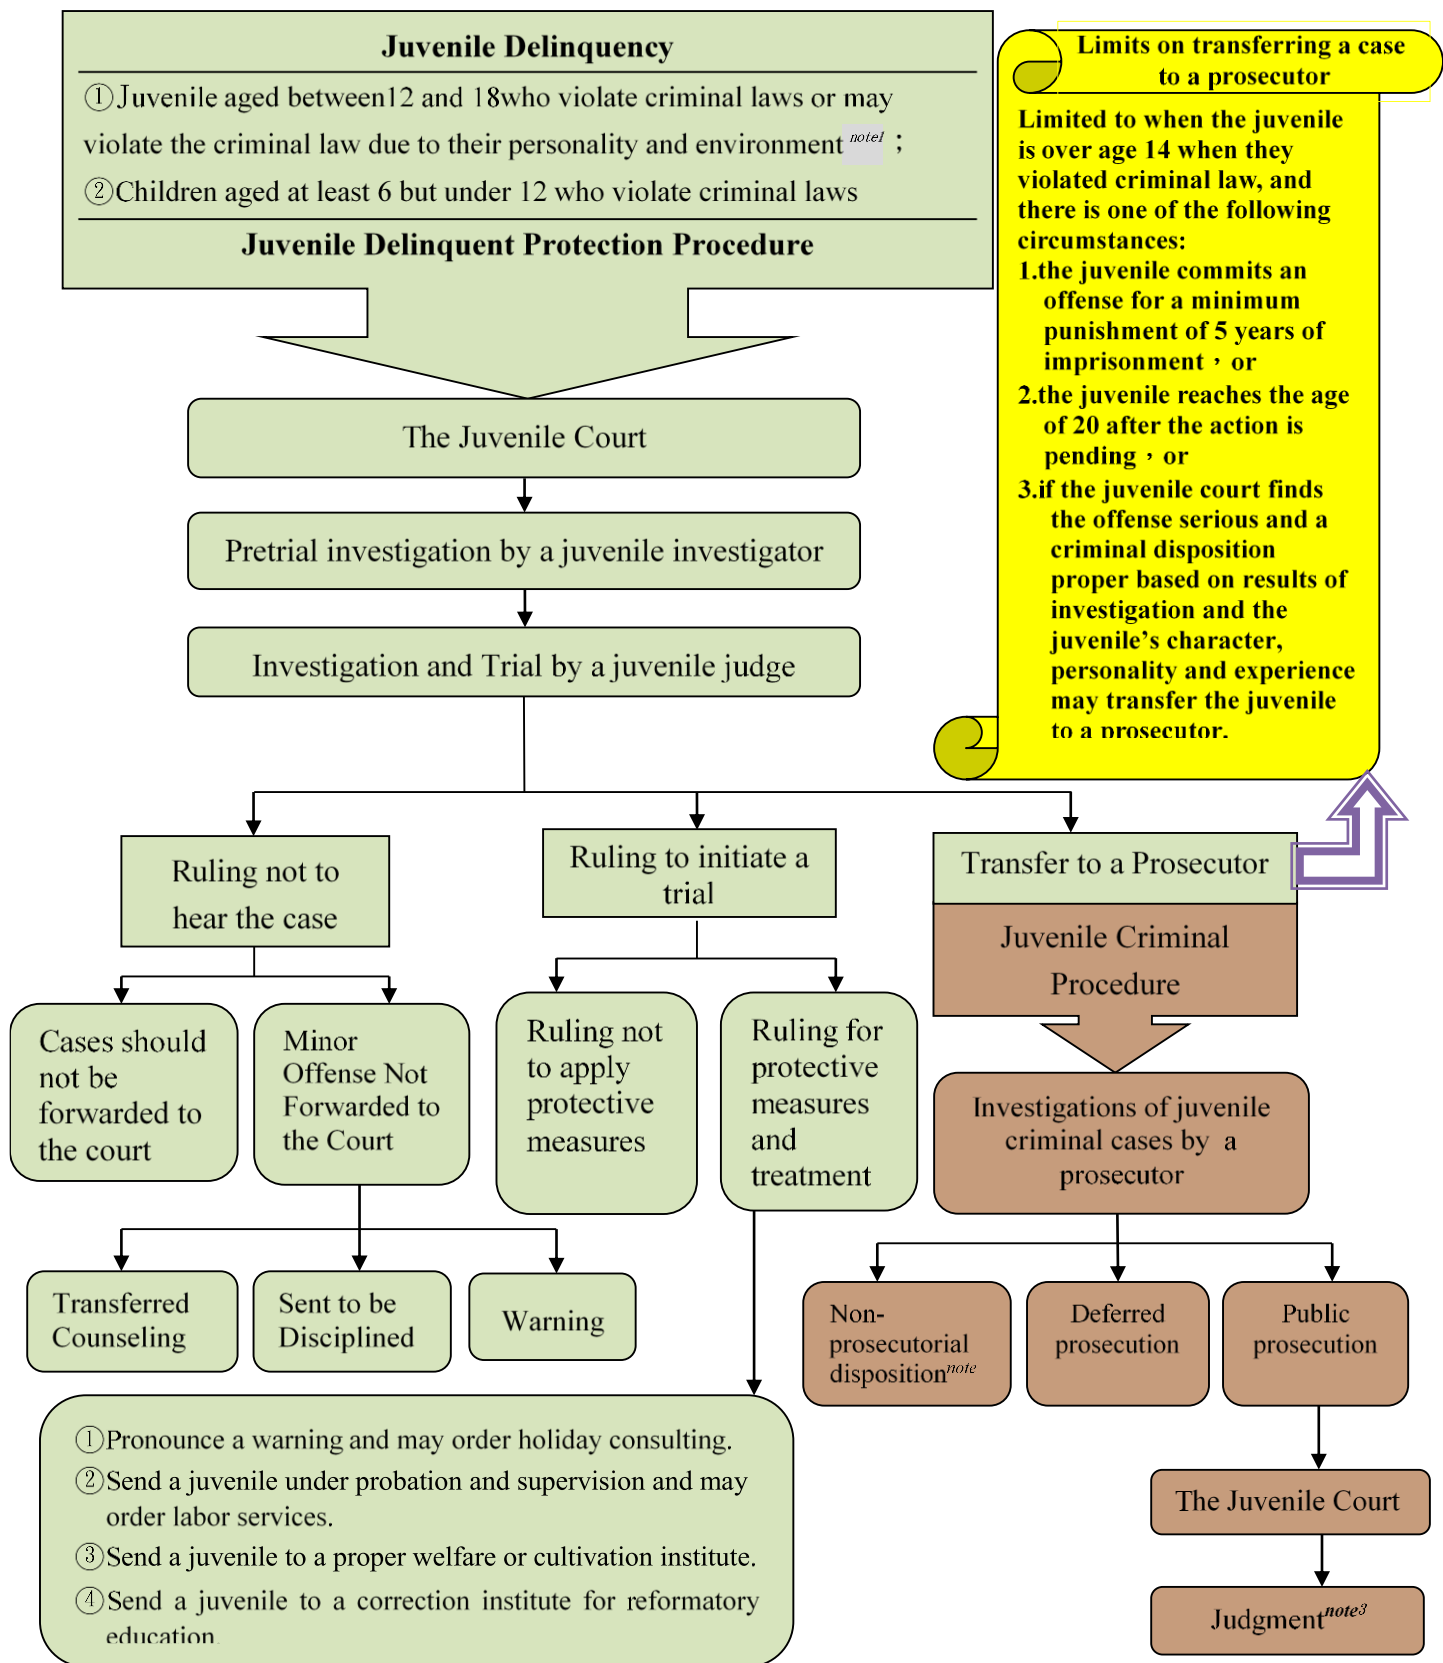 Juvenile Delinquency
①Juvenile aged between12 and 18who violate criminal laws or may
violate the criminal law due to their personality and environment note1 ；
②Children aged at least 6 but under 12 who violate criminal laws
Juvenile Delinquent Protection Procedure
Limits on transferring a case
to a prosecutor
Limited to when the juvenile
is over age 14 when they
violated criminal law, and
there is one of the following
circumstances:
1.the juvenile commits an
offense for a minimum
punishment of 5 years of
imprisonment，or
2.the juvenile reaches the age
of 20 after the action is
pending，or
3.if the juvenile court finds
the offense serious and a
criminal disposition
proper based on results of
investigation and the
juvenile's character,
personality and experience
may transfer the juvenile
to a prosecutor.
The Juvenile Court
Pretrial investigation by a juvenile investigator
Investigation and Trial by a juvenile judge
Ruling not to
hear the case
Ruling to initiate a
trial
Transfer to a Prosecutor
Juvenile Criminal
Procedure
Cases should
not be
forwarded to
the court
Minor
Offense Not
Forwarded to
the Court
Ruling not
to apply
protective
measures
Ruling for
protective
measures
and
treatment
Investigations of juvenile
criminal cases by a
prosecutor
Transferred
Counseling
Sent to be
Disciplined
Warning
Non-
prosecutorial
disposition note
Deferred
prosecution
Public
prosecution
①Pronounce a warning and may order holiday consulting.
②Send a juvenile under probation and supervision and may
order labor services.
③Send a juvenile to a proper welfare or cultivation institute.
④Send a juvenile to a correction institute for reformatory
education.
The Juvenile Court
Judgment note3